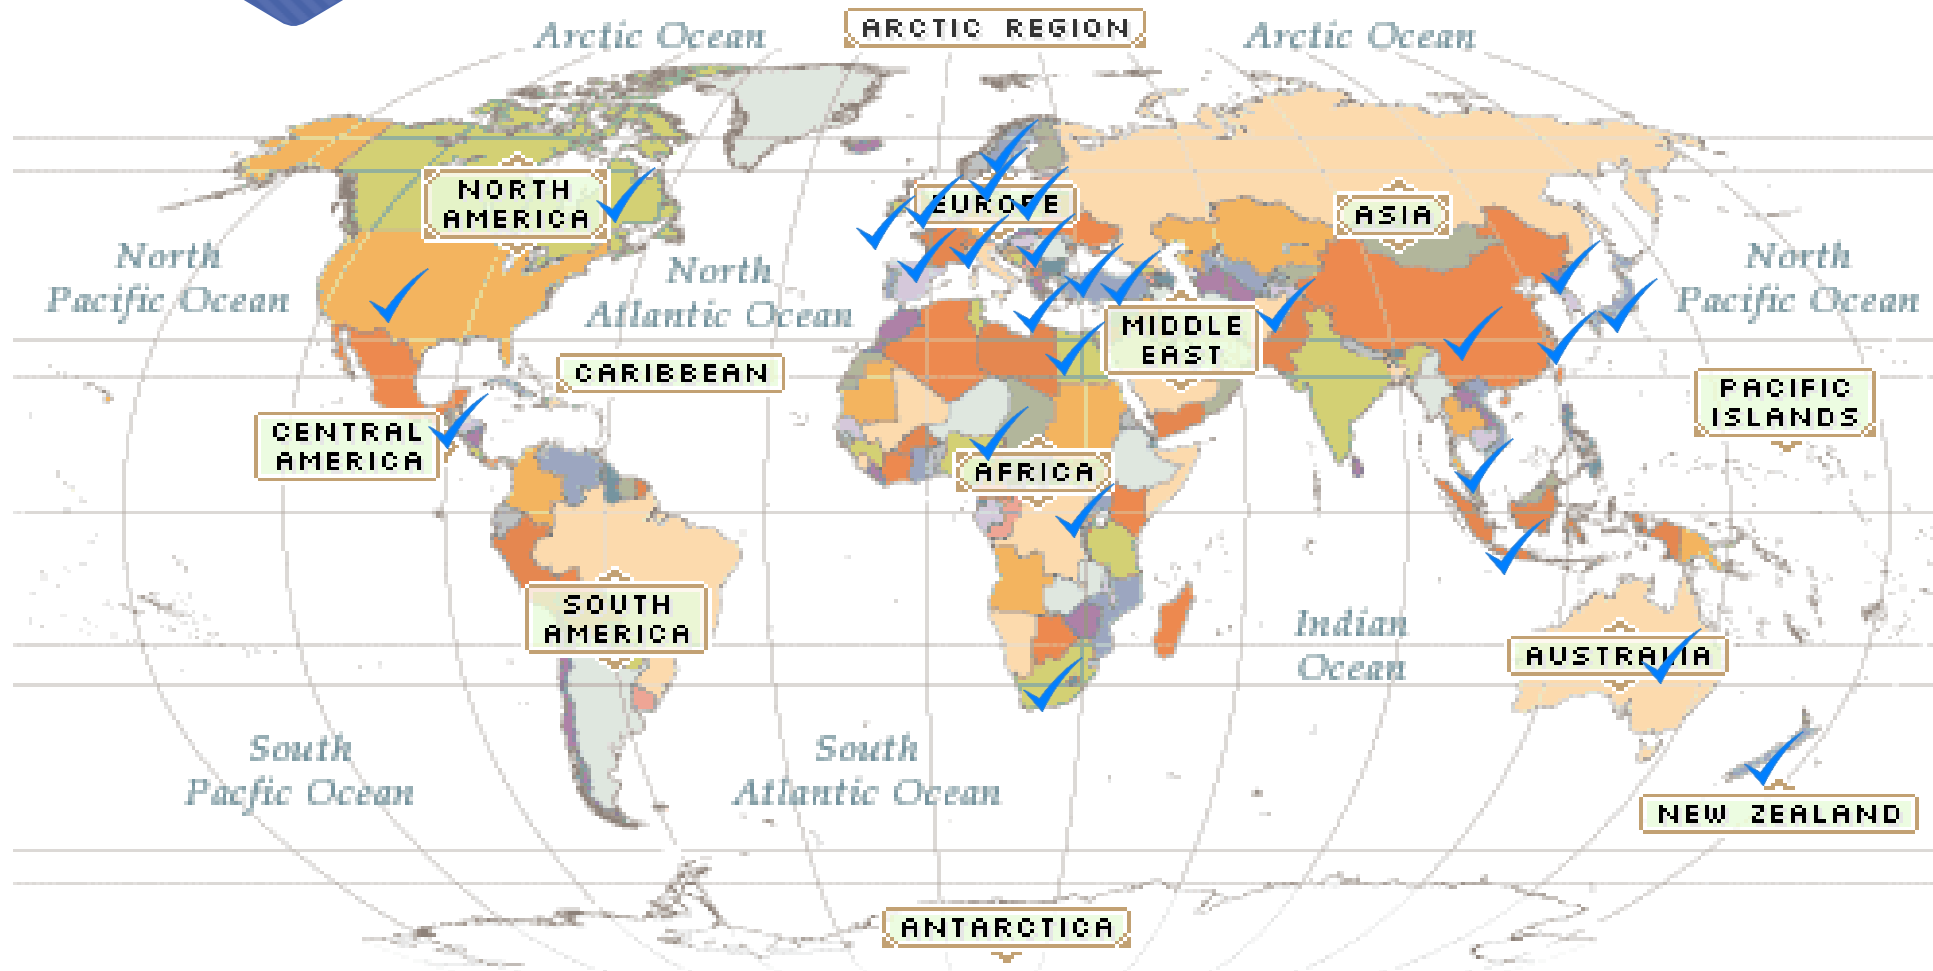 ARCTIC REGION
Arctic Ocean
Arctic Ocean
NORTH
AMERICA
EUROPE
ASIA
North
Pacific Ocean
North
Atlantic Ocean
North
Pacific Ocean
MIDDLE
EAST
CARIBBEAN
PACIFIC
ISLANDS
CENTRAL
AMERICA
AFRICA
SOUTH
AMERICA
Indian
Ocean
AUSTRALIA
South
Pacfic Ocean
South
Atlantic Ocean
NEW ZEALAND
ANTARCTICA